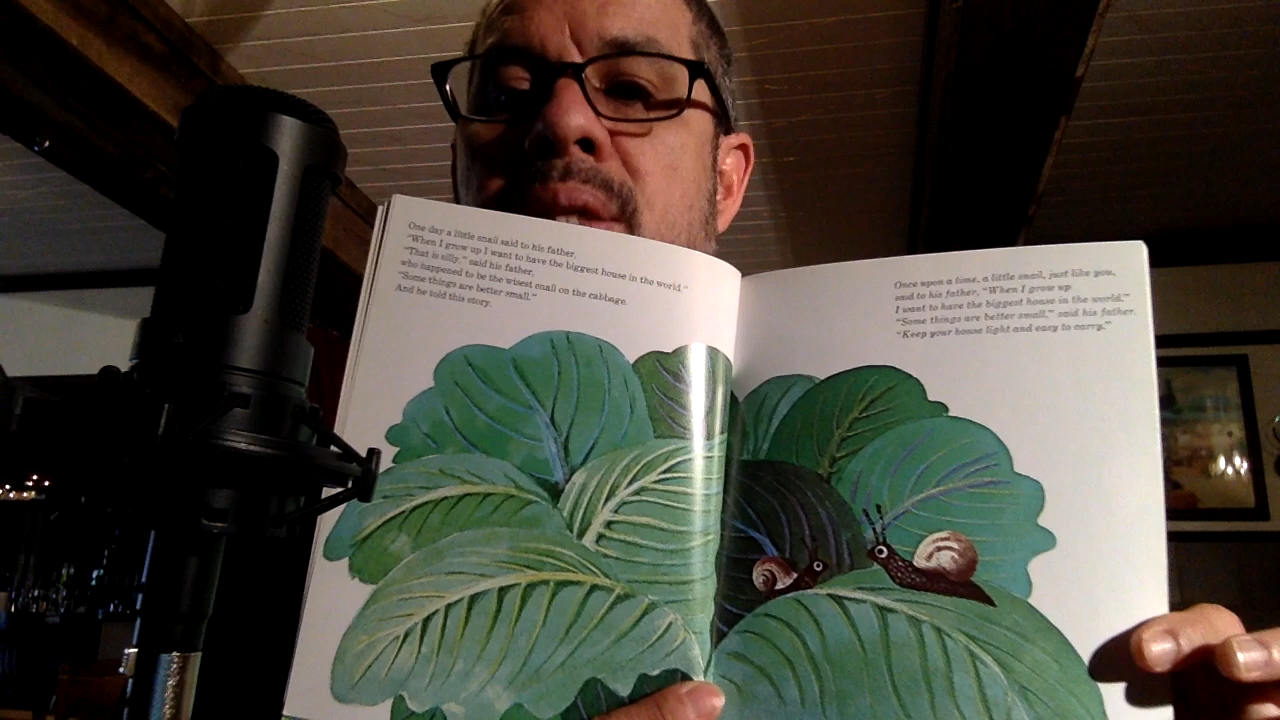 One day a little snail said to his father,
"When I grow up I want to have the biggest house in the world."
"That is silly," said his father,
who happened to be the wisest snail on the cabbage.
"Some things are better small."
And he told this story.
Once upon a time, a little snail, just like you,
said to his father, "When I grow up
I want to have the biggest house in the world."
"Some things are better small," said his father.
"Keep your house light and easy to carry."